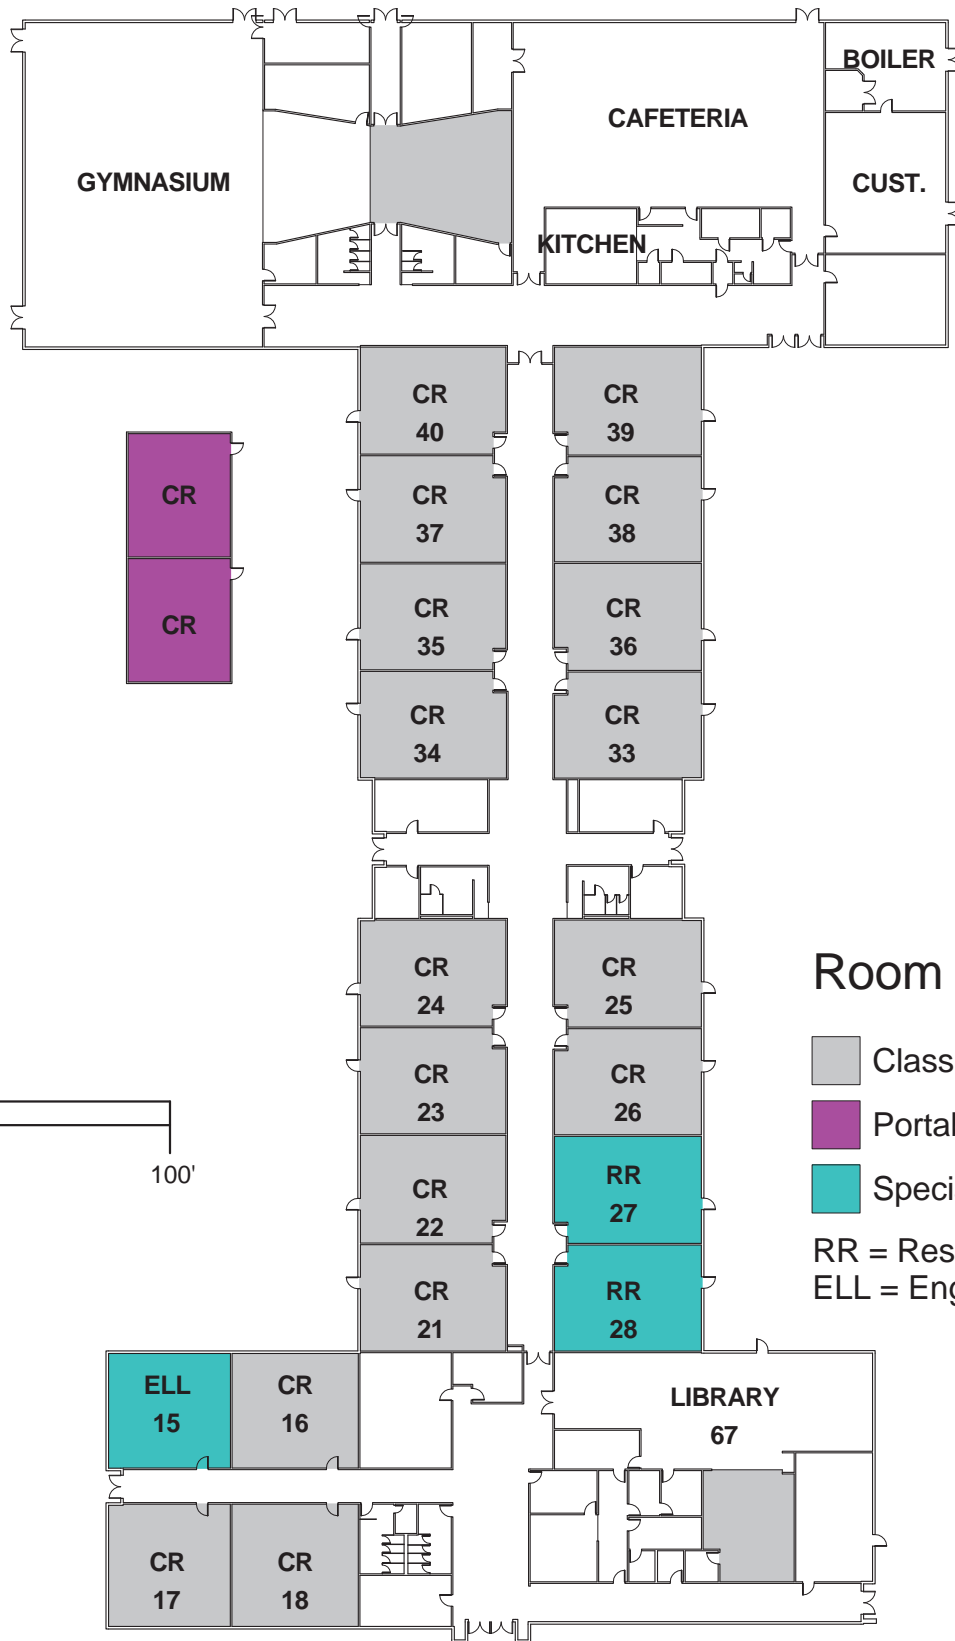 BOILER
CAFETERIA
GYMNASIUM
CUST.
KITCHEN
CR
40
CR
39
CR
CR
37
CR
38
CR
CR
35
CR
36
CR
34
CR
33
CR
24
CR
25
Room
CR
23
CR
26
Class
Portal
100'
CR
22
RR
27
Speci
RR = Res
ELL = Eng
CR
21
RR
28
ELL
15
CR
16
LIBRARY
67
CR
17
CR
18